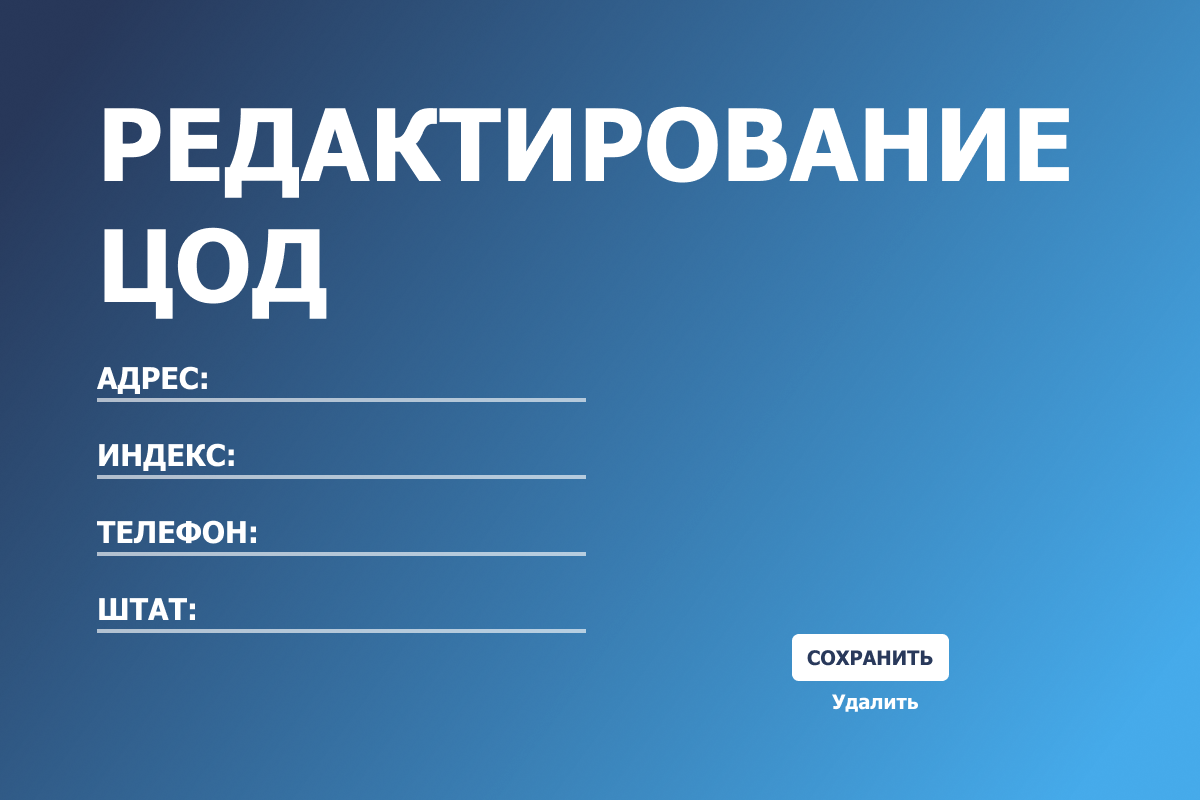 РЕДАКТИРОВАНИЕ
ЦОД
АДРЕС:
ИНДЕКС:
ТЕЛЕФОН:
ШТАТ:
СОХРАНИТЬ
Удалить